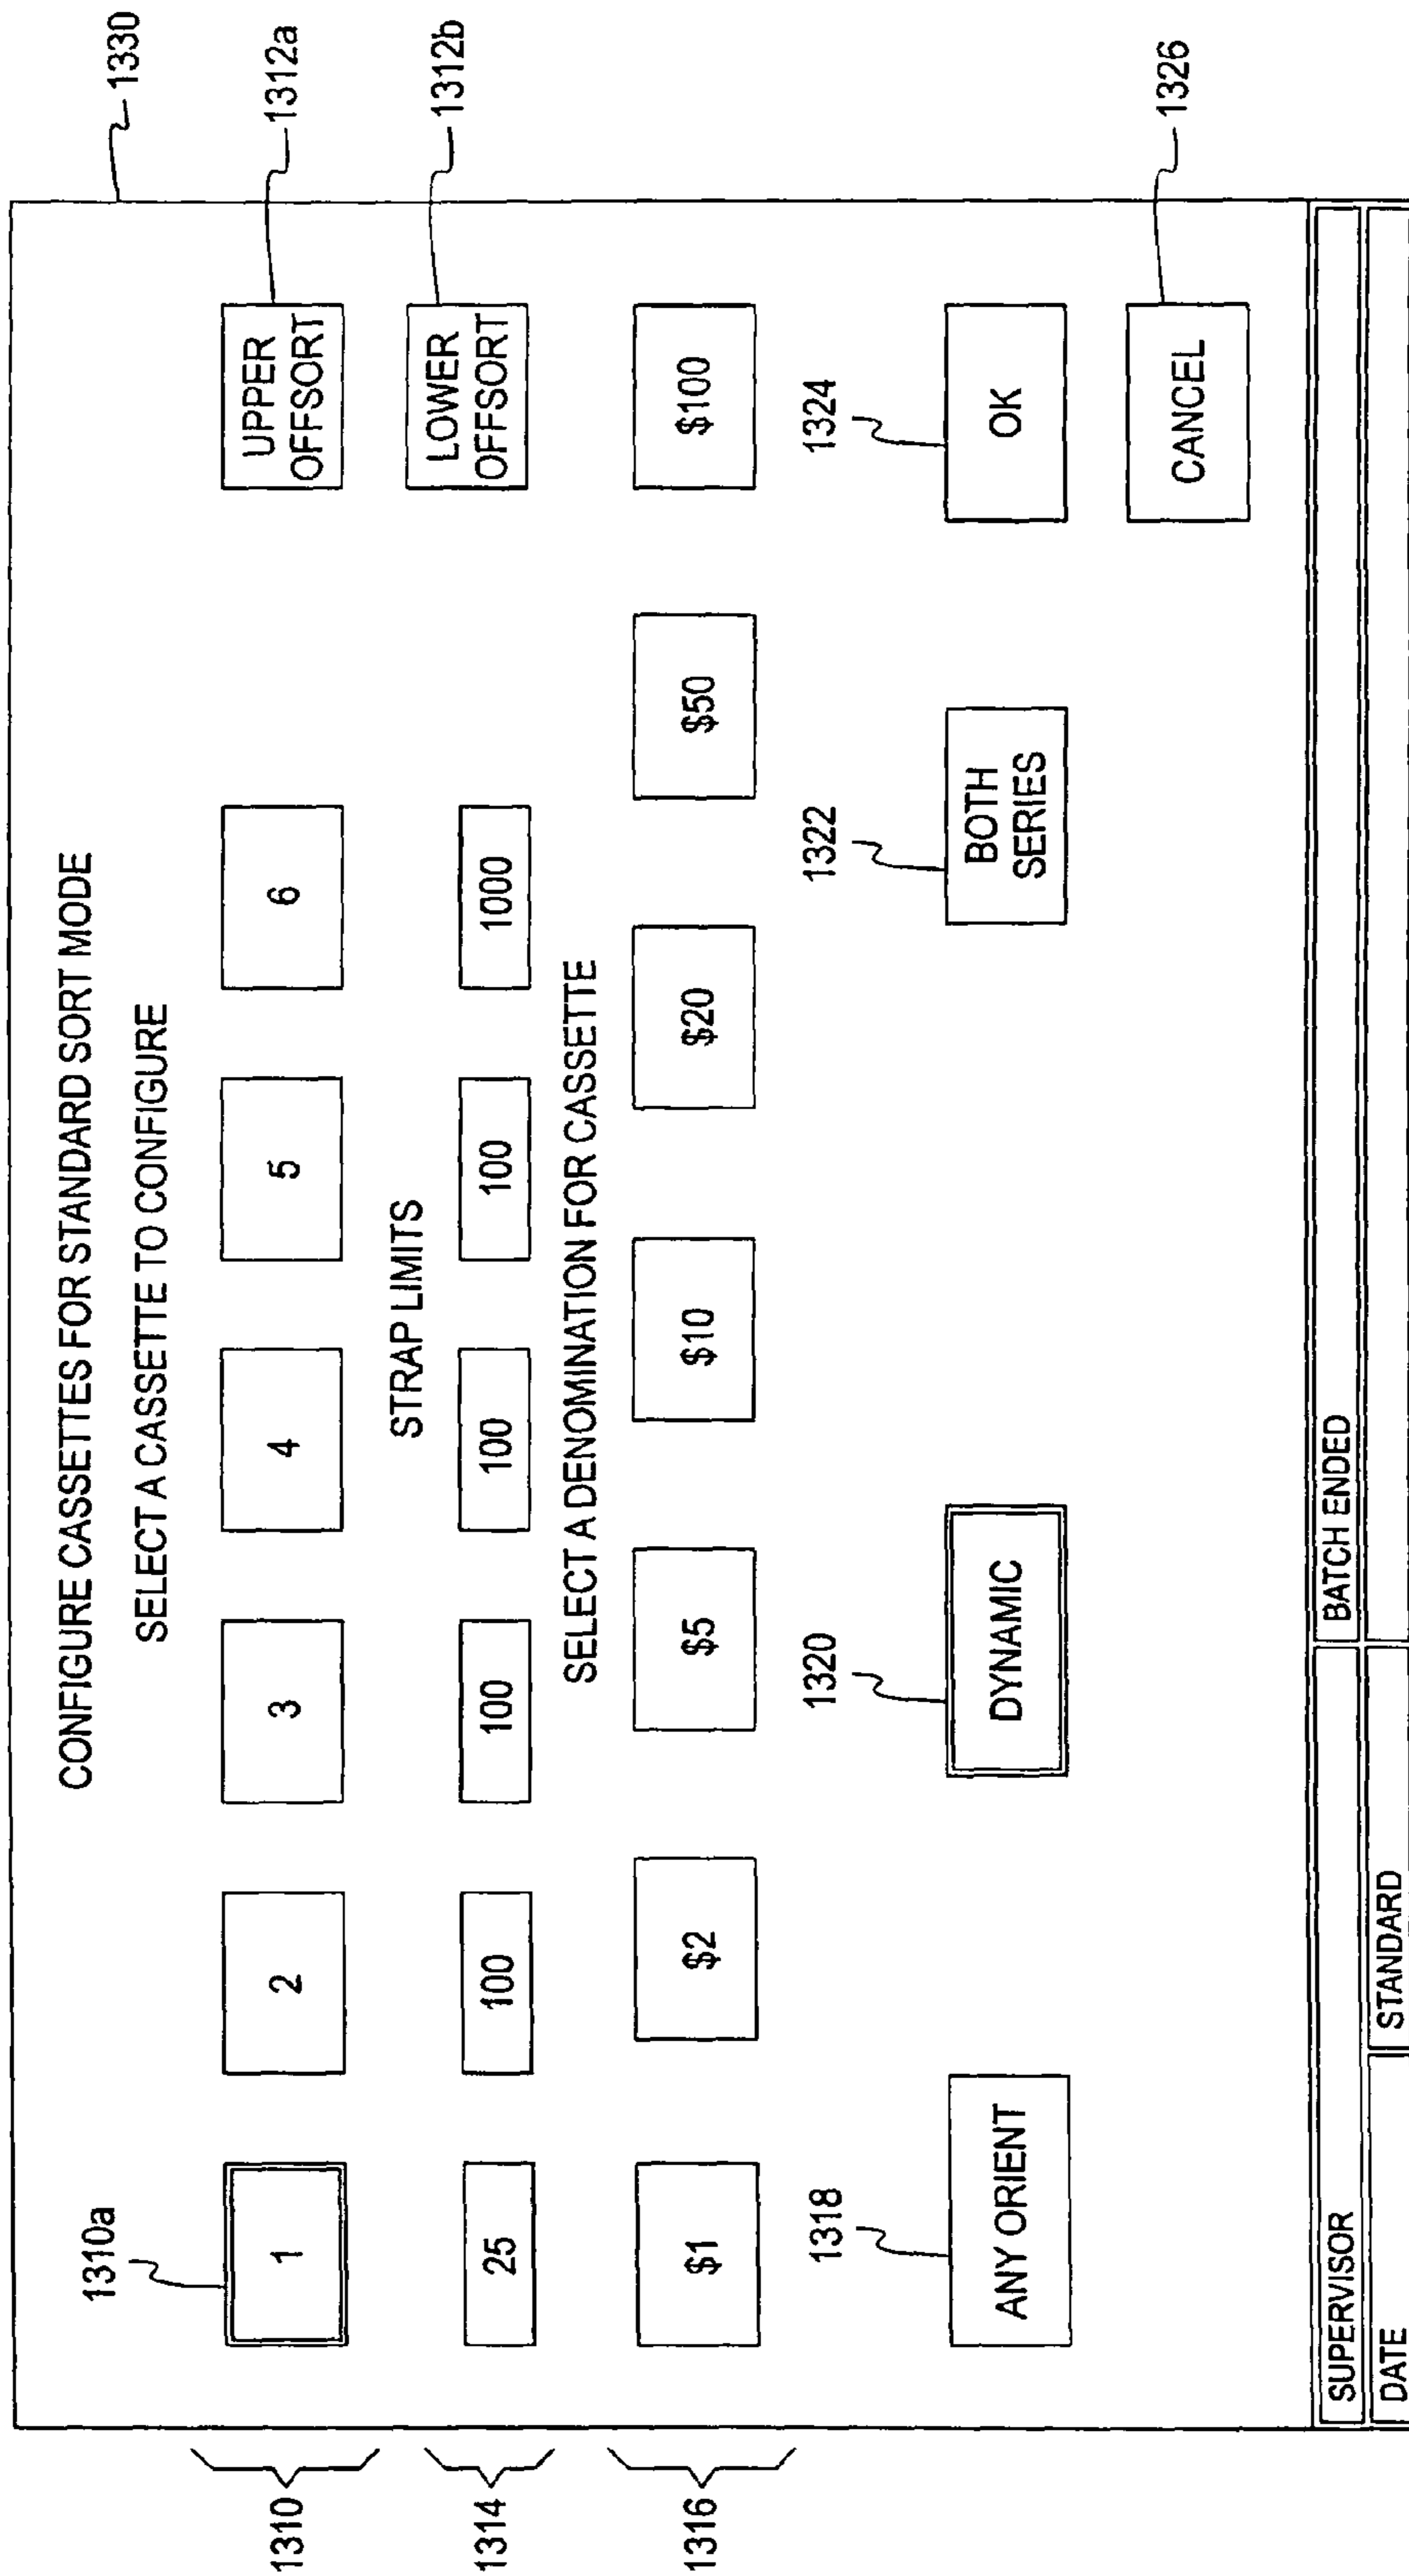 1330
CONFIGURE CASSETTES FOR STANDARD SORT MODE
SELECT A CASSETTE TO CONFIGURE
1310a
1310
1 2 3 4 5 6 UPPER OFFSORT
1312a
STRAP LIMITS
1314
25 100 100 100 100 1000 LOWER OFFSORT
1312b
SELECT A DENOMINATION FOR CASSETTE
1316
$1 $2 $5 $10 $20 $50 $100
1318 1320 1322 1324
ANY ORIENT DYNAMIC BOTH SERIES OK
CANCEL
1326
SUPERVISOR BATCH ENDED
DATE STANDARD